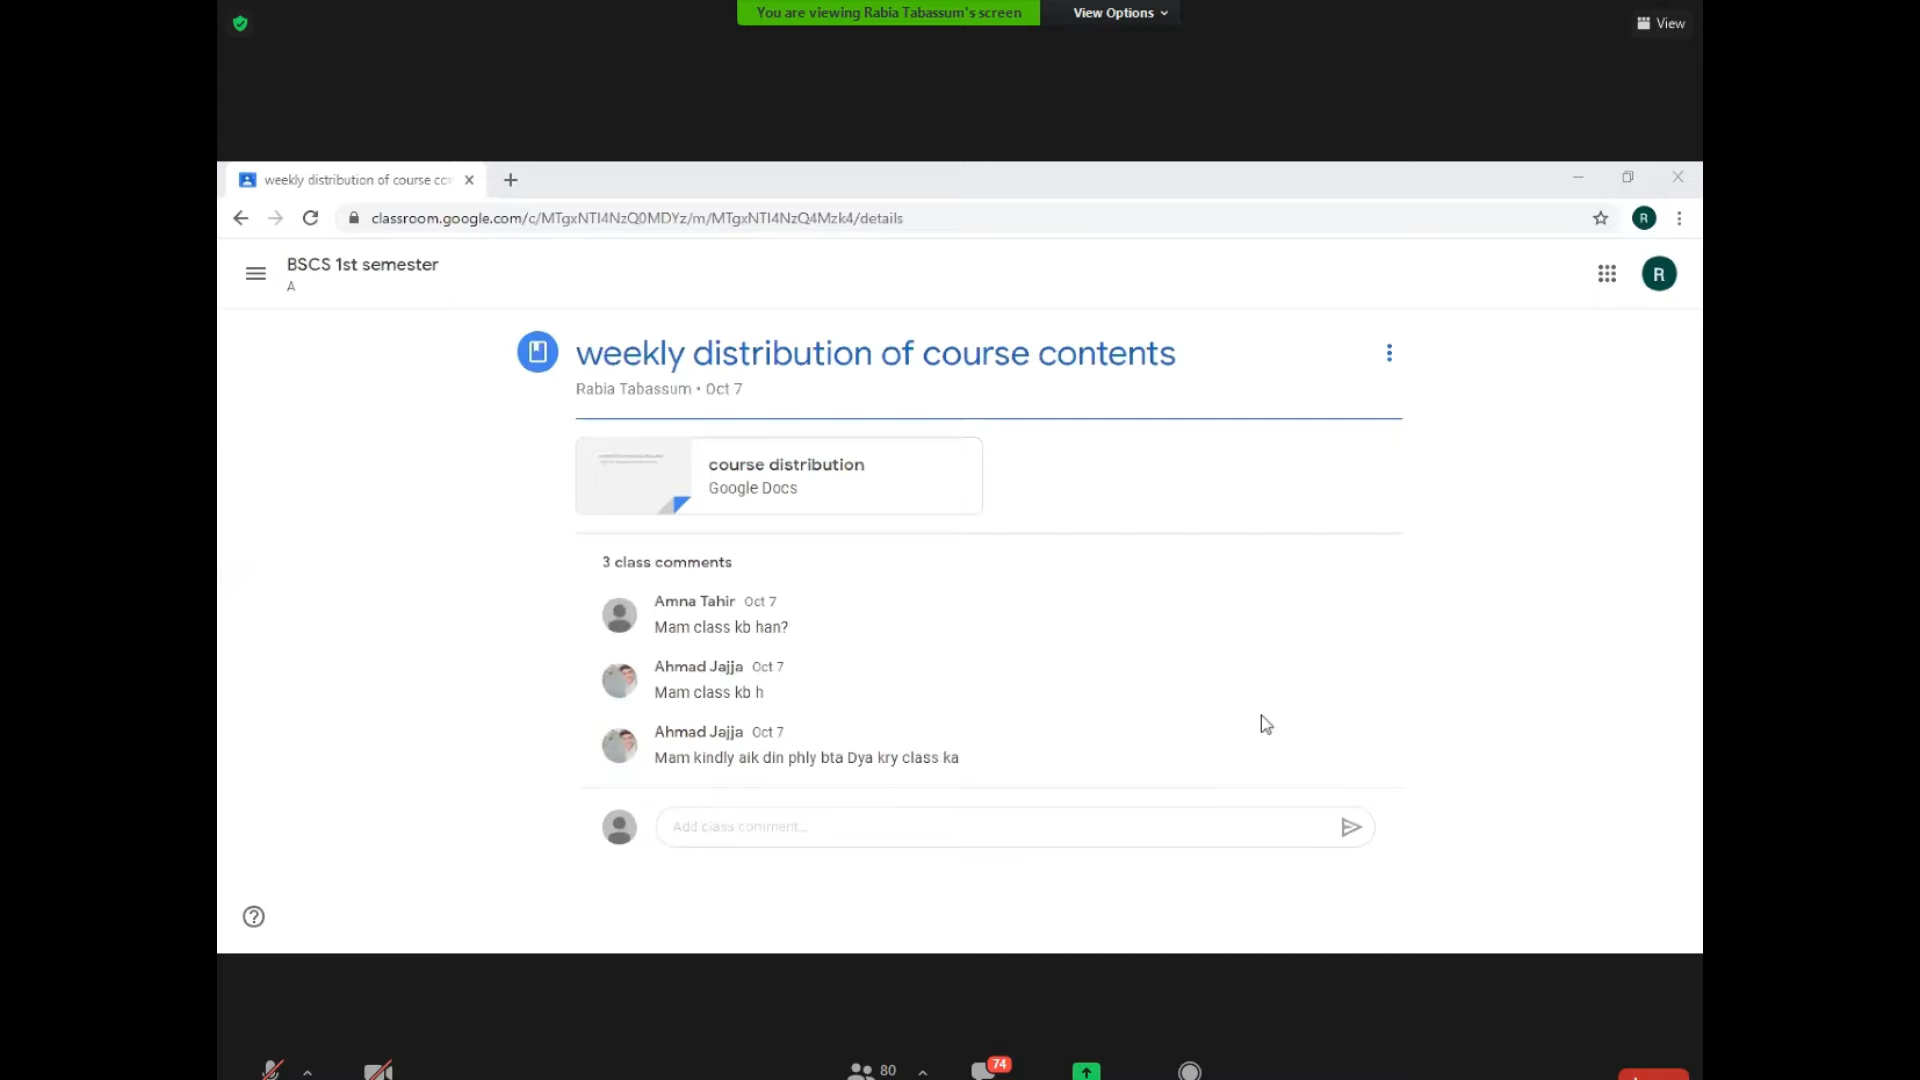 You are viewing Rabia Tabassum's screen
View Options
View
weekly distribution of course con
classroom.google.com/c/MTgxNTI4NzQ0MDYz/m/MTgxNTI4NzQ4Mzk4/details
R
BSCS 1st semester
A
R
weekly distribution of course contents
Rabia Tabassum • Oct 7
course distribution
Google Docs
3 class comments
Amna Tahir Oct 7
Mam class kb han?
Ahmad Jajja Oct 7
Mam class kb h
Ahmad Jajja Oct 7
Mam kindly aik din phly bta Dya kry class ka
Add class comment...
80
74